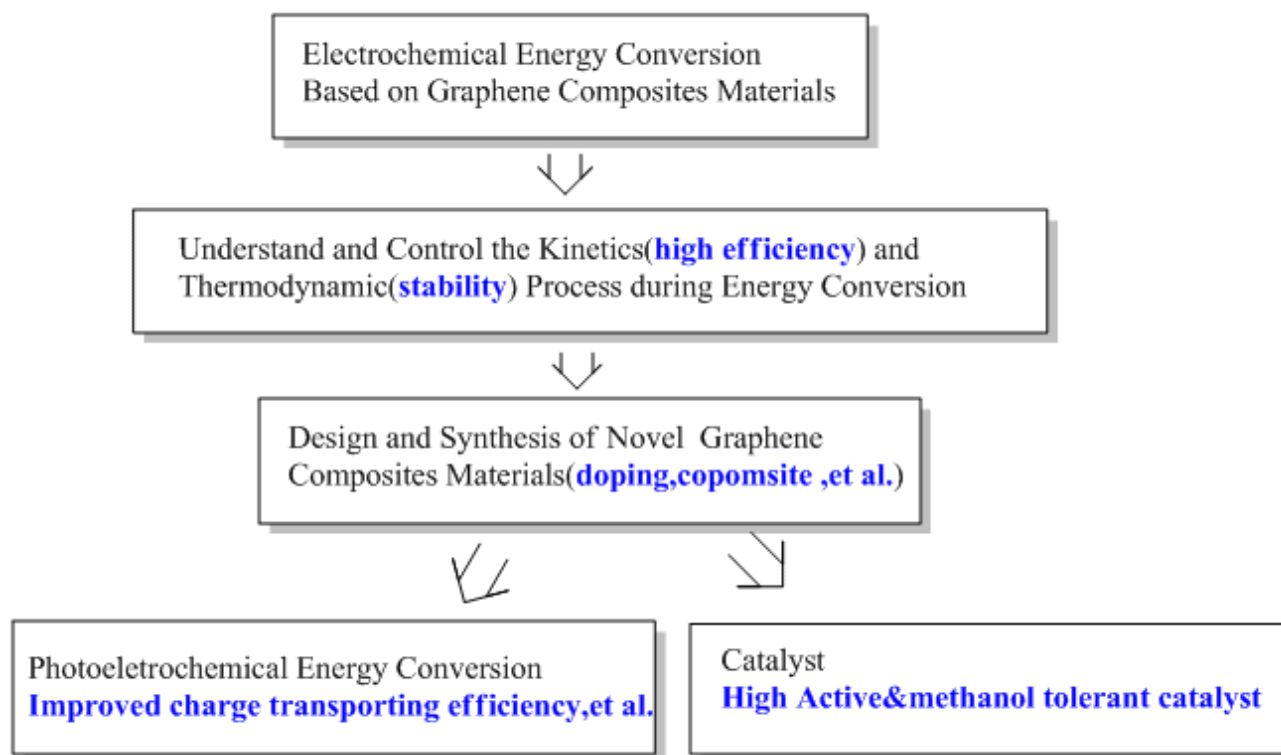 Electrochemical Energy Conversion
Based on Graphene Composites Materials
Understand and Control the Kinetics(high efficiency) and
Thermodynamic(stability) Process during Energy Conversion
Design and Synthesis of Novel Graphene
Composites Materials(doping,copomsite ,et al.)
Photoeletrochemical Energy Conversion
Improved charge transporting efficiency,et al.
Catalyst
High Active&methanol tolerant catalyst